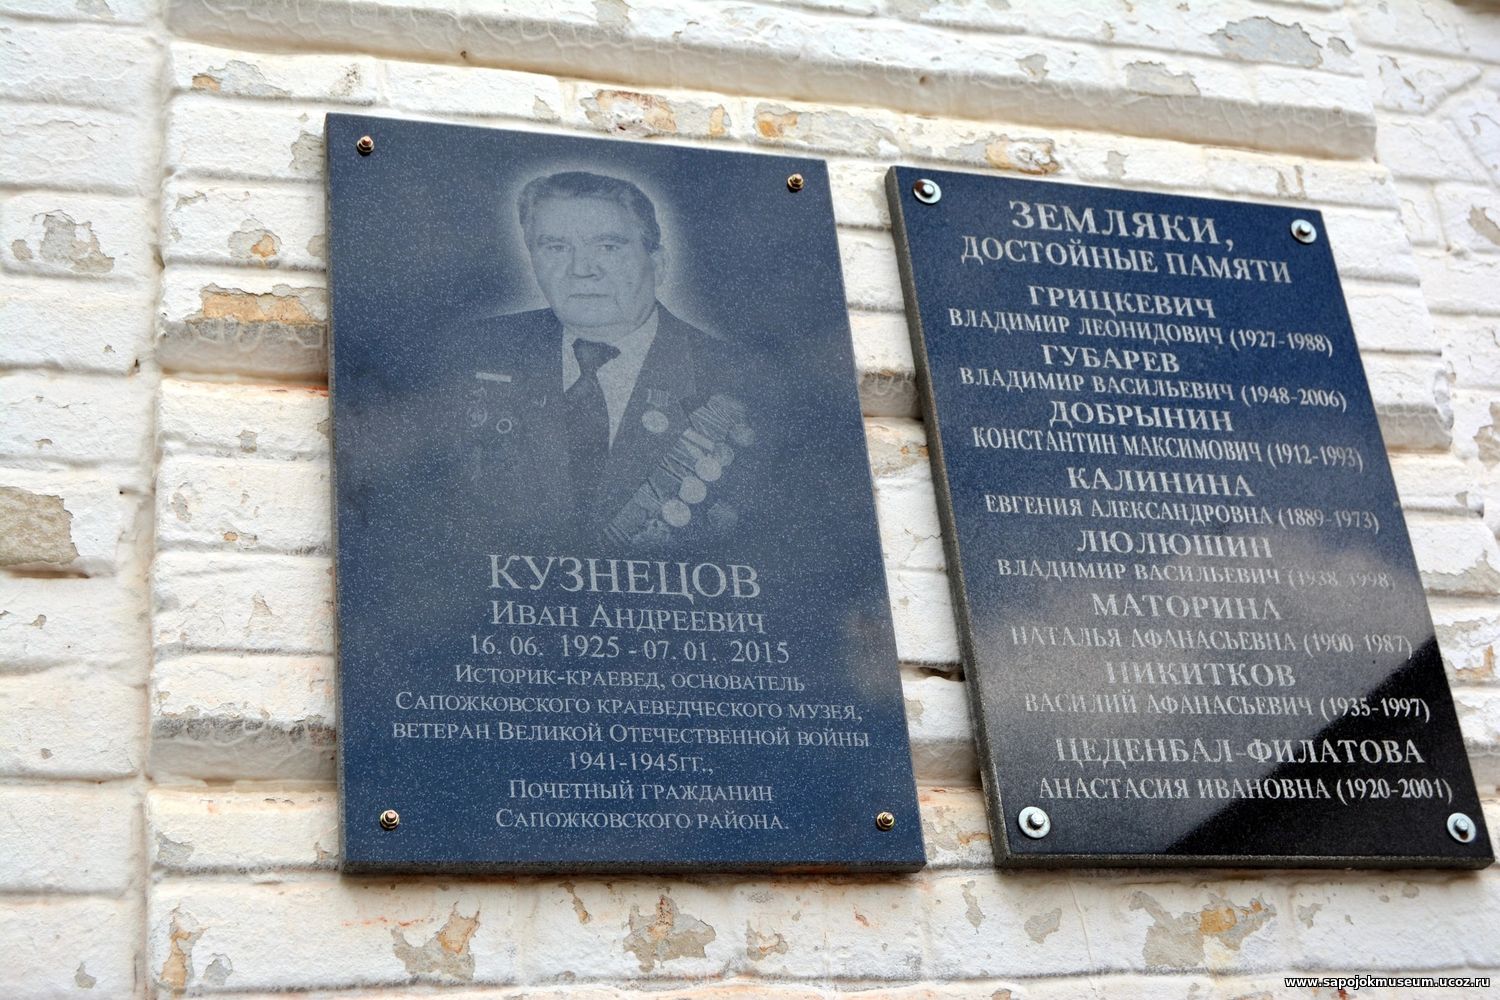 КУЗНЕЦОВ
ИВАН АНДРЕЕВИЧ
16. 06. 1925 - 07. 01. 2015
ИСТОРИК-КРАЕВЕД, ОСНОВАТЕЛЬ
САПОЖКОВСКОГО КРАЕВЕДЧЕСКОГО МУЗЕЯ,
ВЕТЕРАН ВЕЛИКОЙ ОТЕЧЕСТВЕННОЙ ВОЙНЫ
1941-1945ГГ.,
ПОЧЕТНЫЙ ГРАЖДАНИН
САПОЖКОВСКОГО РАЙОНА.
ЗЕМЛЯКИ,
ДОСТОЙНЫЕ ПАМЯТИ
ГРИЦКЕВИЧ
ВЛАДИМИР ЛЕОНИДОВИЧ (1927-1988)
ГУБАРЕВ
ВЛАДИМИР ВАСИЛЬЕВИЧ (1948-2006)
ДОБРЫНИН
КОНСТАНТИН МАКСИМОВИЧ (1912-1993)
КАЛИНИНА
ЕВГЕНИЯ АЛЕКСАНДРОВНА (1889-1973)
ЛЮЛЮШИН
ВЛАДИМИР ВАСИЛЬЕВИЧ (1938-1998)
МАТОРИНА
НАТАЛЬЯ АФАНАСЬЕВНА (1900-1987)
НИКИТКОВ
ВАСИЛИЙ АФАНАСЬЕВИЧ (1935-1997)
ЦЕДЕНБАЛ-ФИЛАТОВА
АНАСТАСИЯ ИВАНОВНА (1920-2001)
www.sapojokmuseum.ucoz.ru